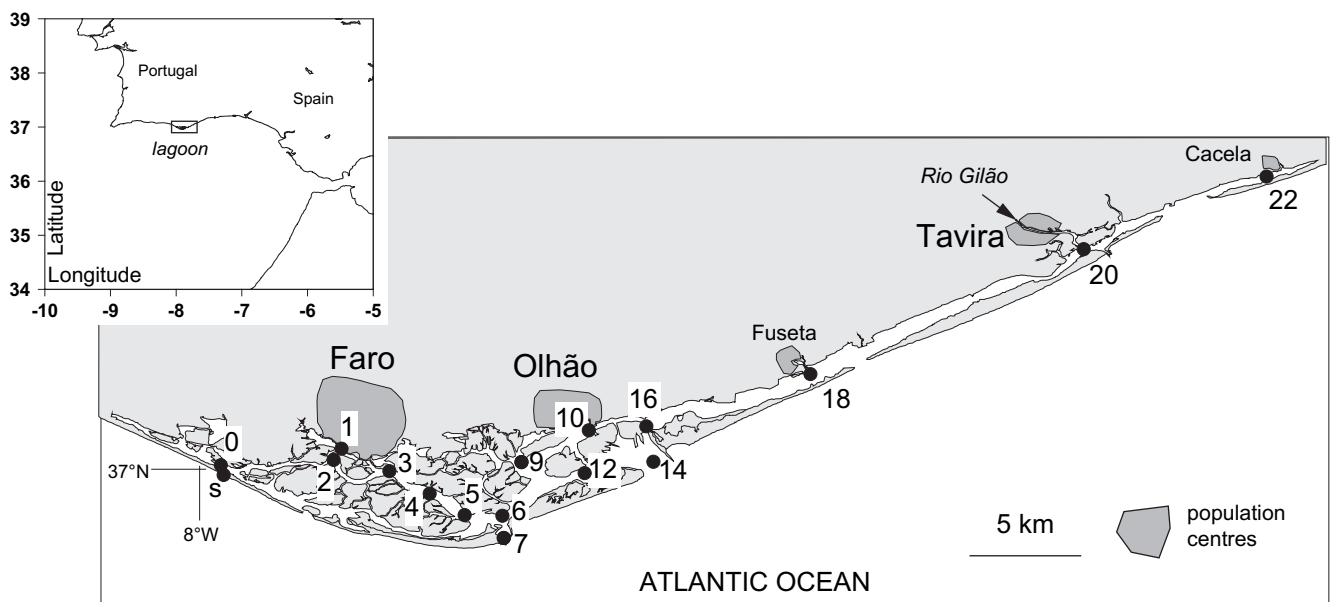 39
38
37
36
35
34
Latitude
Longitude
-10
-9
-8
-7
-6
-5
Portugal
Spain
lagoon
Cacela
22
Rio Gilão
Tavira
20
Fuseta
18
Faro
Olhão
16
10
1
0
2
3
9
12
14
37°N
s
4
5
6
7
8°W
5 km
population
centres
ATLANTIC OCEAN